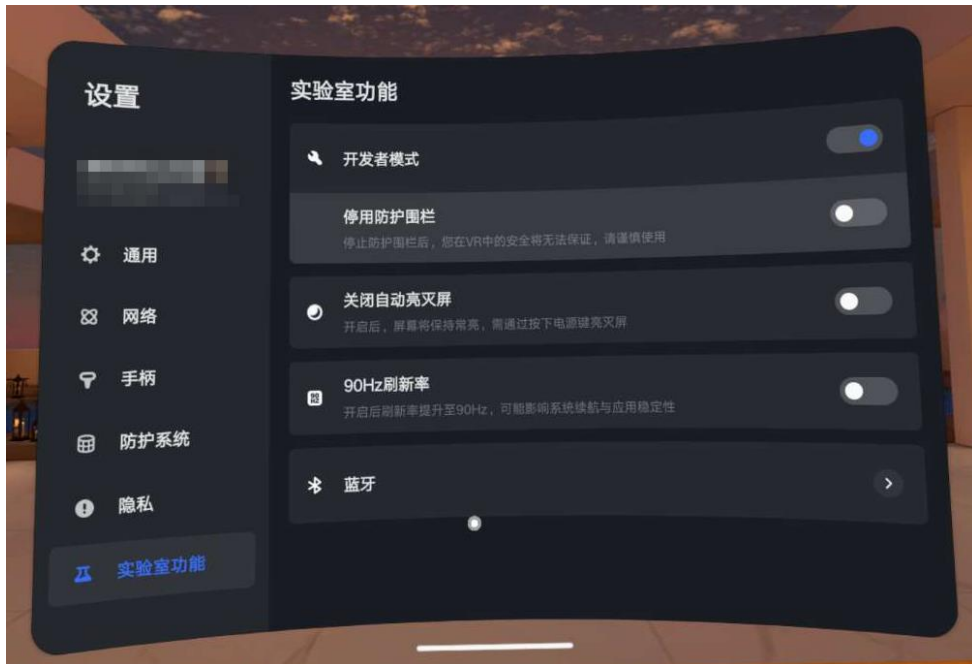 设置
通用
网络
手柄
防护系统
隐私
实验室功能
实验室功能
开发者模式
停用防护围栏
停止防护围栏后，您在VR中的安全将无法保证，请谨慎使用
关闭自动亮灭屏
开启后，屏幕将保持常亮，需通过按下电源键亮灭屏
90Hz刷新率
开启后刷新率提升至90Hz，可能影响系统续航与应用稳定性
蓝牙